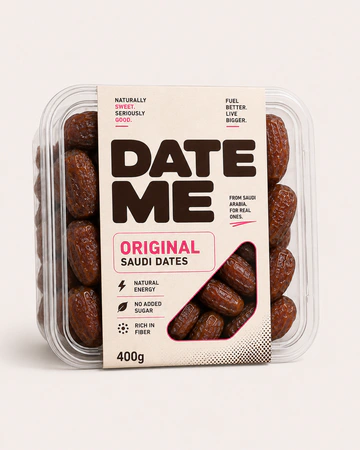 NATURALLY
SWEET.
SERIOUSLY
GOOD.
FUEL
BETTER.
LIVE
BIGGER.
DATE
ME
FROM SAUDI
ARABIA,
FOR REAL
ONES.
ORIGINAL
SAUDI DATES
NATURAL
ENERGY
NO ADDED
SUGAR
RICH IN
FIBER
400g